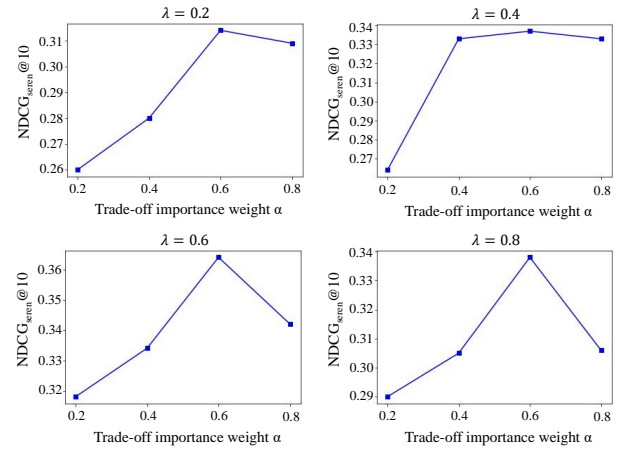 λ = 0.2
NDCG_seren@10
0.31
0.30
0.29
0.28
0.27
0.26
0.2 0.4 0.6 0.8
Trade-off importance weight α
λ = 0.4
NDCG_seren@10
0.34
0.33
0.32
0.31
0.30
0.29
0.28
0.27
0.2 0.4 0.6 0.8
Trade-off importance weight α
λ = 0.6
NDCG_seren@10
0.36
0.35
0.34
0.33
0.32
0.2 0.4 0.6 0.8
Trade-off importance weight α
λ = 0.8
NDCG_seren@10
0.34
0.33
0.32
0.31
0.30
0.29
0.2 0.4 0.6 0.8
Trade-off importance weight α